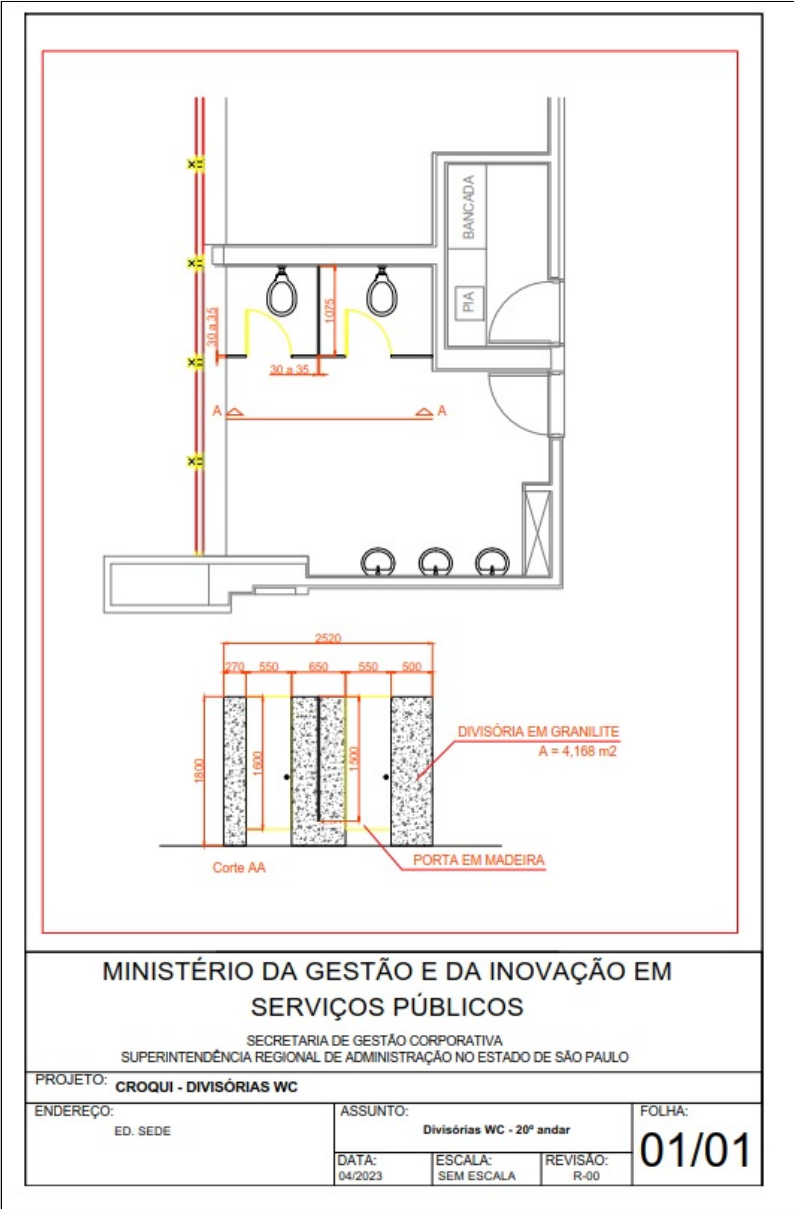 BANCADA
PIA
1075
30 a 35
30 a 35
A
A
2520
270
550
650
550
500
1800
1600
1500
DIVISÓRIA EM GRANILITE
A = 4,168 m2
PORTA EM MADEIRA
Corte AA
MINISTÉRIO DA GESTÃO E DA INOVAÇÃO EM
SERVIÇOS PÚBLICOS
SECRETARIA DE GESTÃO CORPORATIVA
SUPERINTENDÊNCIA REGIONAL DE ADMINISTRAÇÃO NO ESTADO DE SÃO PAULO
PROJETO: CROQUI - DIVISÓRIAS WC
ENDEREÇO:
ED. SEDE
ASSUNTO:
Divisórias WC - 20º andar
FOLHA:
01/01
DATA:
04/2023
ESCALA:
SEM ESCALA
REVISÃO:
R-00